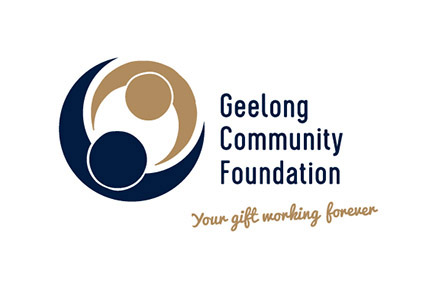 Geelong
Community
Foundation
Your gift working forever